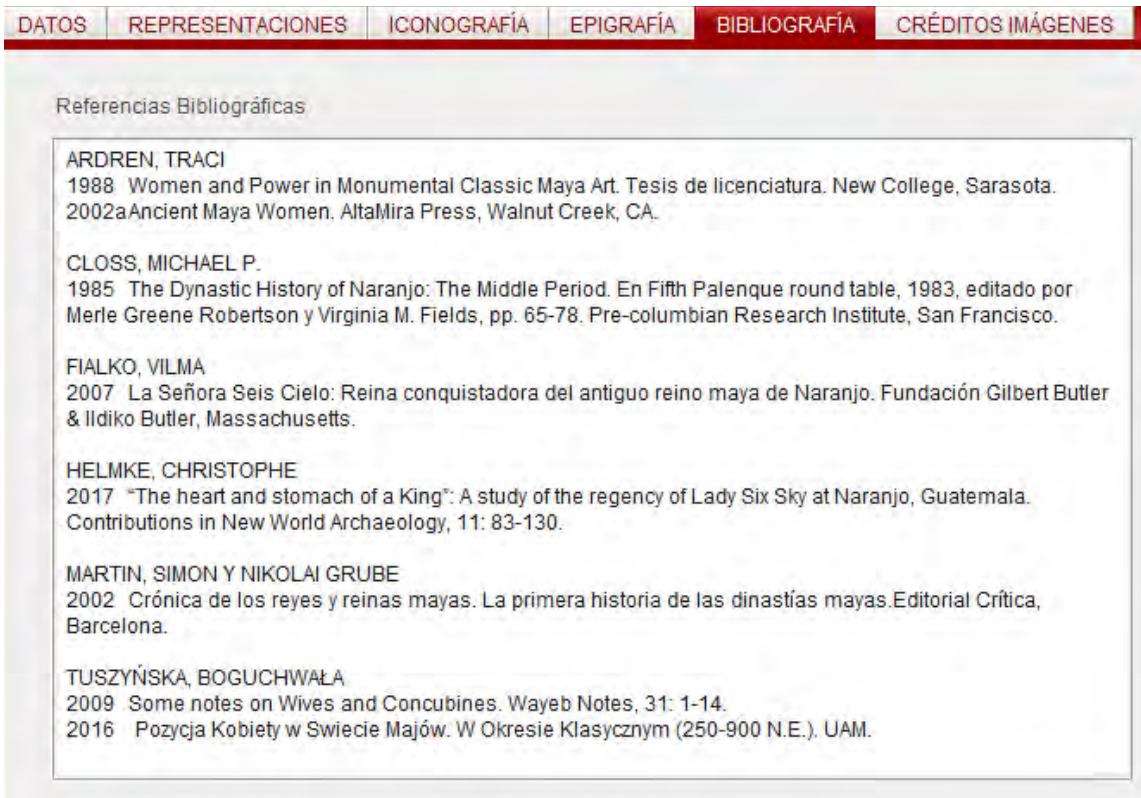 DATOS REPRESENTACIONES ICONOGRAFÍA EPIGRAFÍA BIBLIOGRAFÍA CRÉDITOS IMÁGENES
Referencias Bibliográficas
ARDREN, TRACI
1988 Women and Power in Monumental Classic Maya Art. Tesis de licenciatura. New College, Sarasota.
2002aAncient Maya Women. AltaMira Press, Walnut Creek, CA.
CLOSS, MICHAEL P.
1985 The Dynastic History of Naranjo: The Middle Period. En Fifth Palenque round table, 1983, editado por
Merle Greene Robertson y Virginia M. Fields, pp. 65-78. Pre-columbian Research Institute, San Francisco.
FIALKO, VILMA
2007 La Señora Seis Cielo: Reina conquistadora del antiguo reino maya de Naranjo. Fundación Gilbert Butler
& Ildiko Butler, Massachusetts.
HELMKE, CHRISTOPHE
2017 “The heart and stomach of a King”: A study of the regency of Lady Six Sky at Naranjo, Guatemala.
Contributions in New World Archaeology, 11: 83-130.
MARTIN, SIMON Y NIKOLAI GRUBE
2002 Crónica de los reyes y reinas mayas. La primera historia de las dinastías mayas.Editorial Crítica,
Barcelona.
TUSZYŃSKA, BOGUCHWAŁA
2009 Some notes on Wives and Concubines. Wayeb Notes, 31: 1-14.
2016 Pozycja Kobiety w Swiecie Majów. W Okresie Klasycznym (250-900 N.E.). UAM.